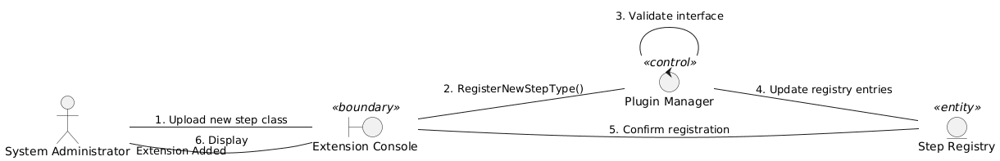 3. Validate interface
«control»
2. RegisterNewStepType()
4. Update registry entries
Plugin Manager
«boundary»
«entity»
1. Upload new step class
5. Confirm registration
6. Display
Extension Added
System Administrator
Extension Console
Step Registry